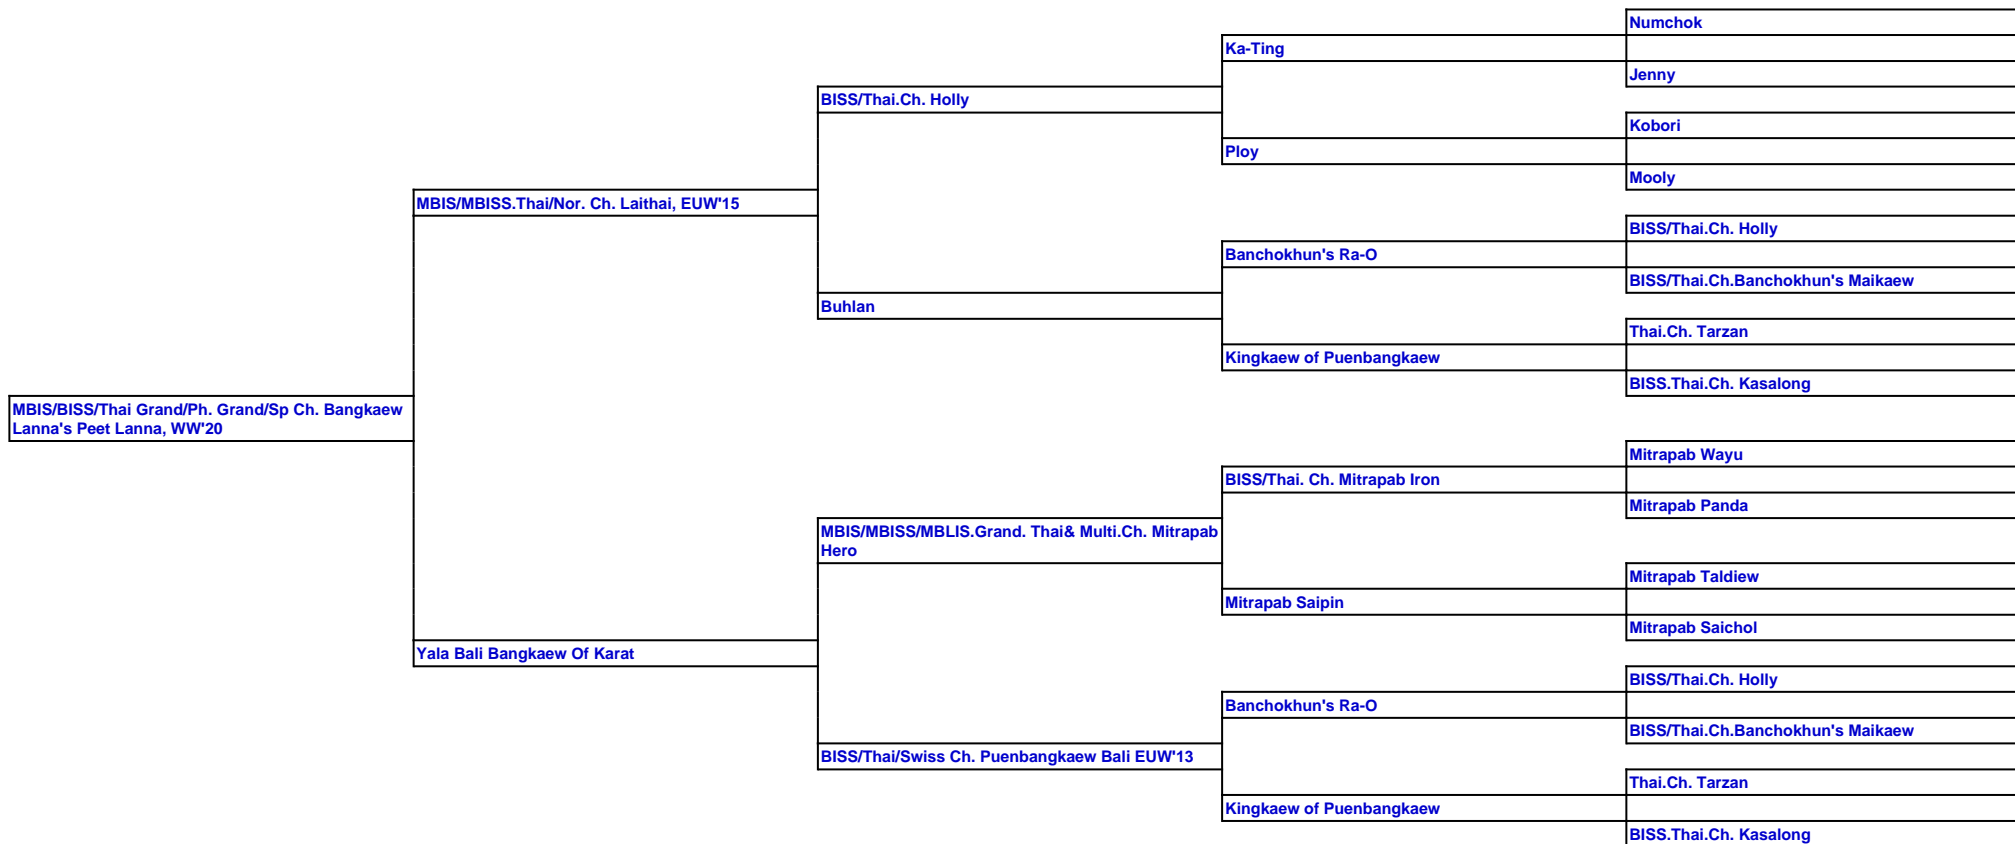 Numchok
Ka-Ting
Jenny
BISS/Thai.Ch. Holly
Kobori
Ploy
Mooly
MBIS/MBISS.Thai/Nor. Ch. Laithai, EUW'15
BISS/Thai.Ch. Holly
Banchokhun's Ra-O
BISS/Thai.Ch.Banchokhun's Maikaew
Buhlan
Thai.Ch. Tarzan
Kingkaew of Puenbangkaew
BISS.Thai.Ch. Kasalong
MBIS/BISS/Thai Grand/Ph. Grand/Sp Ch. Bangkaew
Lanna's Peet Lanna, WW'20
Mitrapab Wayu
BISS/Thai. Ch. Mitrapab Iron
Mitrapab Panda
MBIS/MBISS/MBLIS.Grand. Thai& Multi.Ch. Mitrapab
Hero
Mitrapab Taldiew
Mitrapab Saipin
Mitrapab Saichol
Yala Bali Bangkaew Of Karat
BISS/Thai.Ch. Holly
Banchokhun's Ra-O
BISS/Thai.Ch.Banchokhun's Maikaew
BISS/Thai/Swiss Ch. Puenbangkaew Bali EUW'13
Thai.Ch. Tarzan
Kingkaew of Puenbangkaew
BISS.Thai.Ch. Kasalong